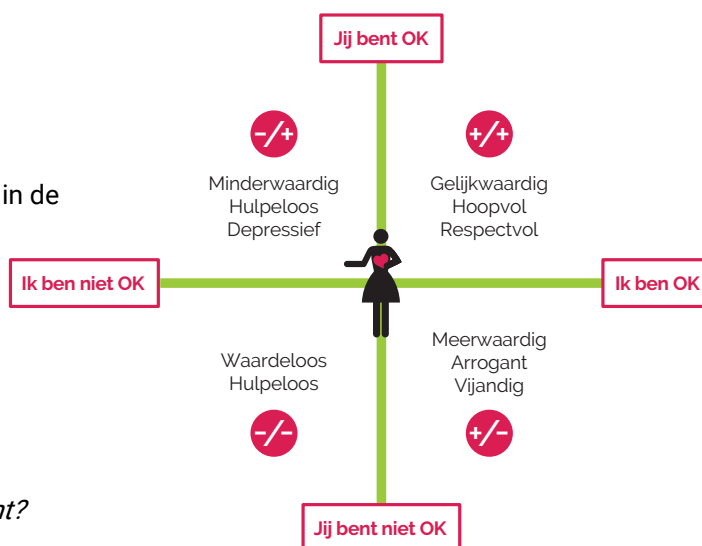 Jij bent OK
-/+
+/+
Minderwaardig
Hulpeloos
Depressief
Gelijkwaardig
Hoopvol
Respectvol
in de
Ik ben niet OK
Ik ben OK
Waardeloos
Hulpeloos
-/-
Meerwaardig
Arrogant
Vijandig
+/-
Jij bent niet OK